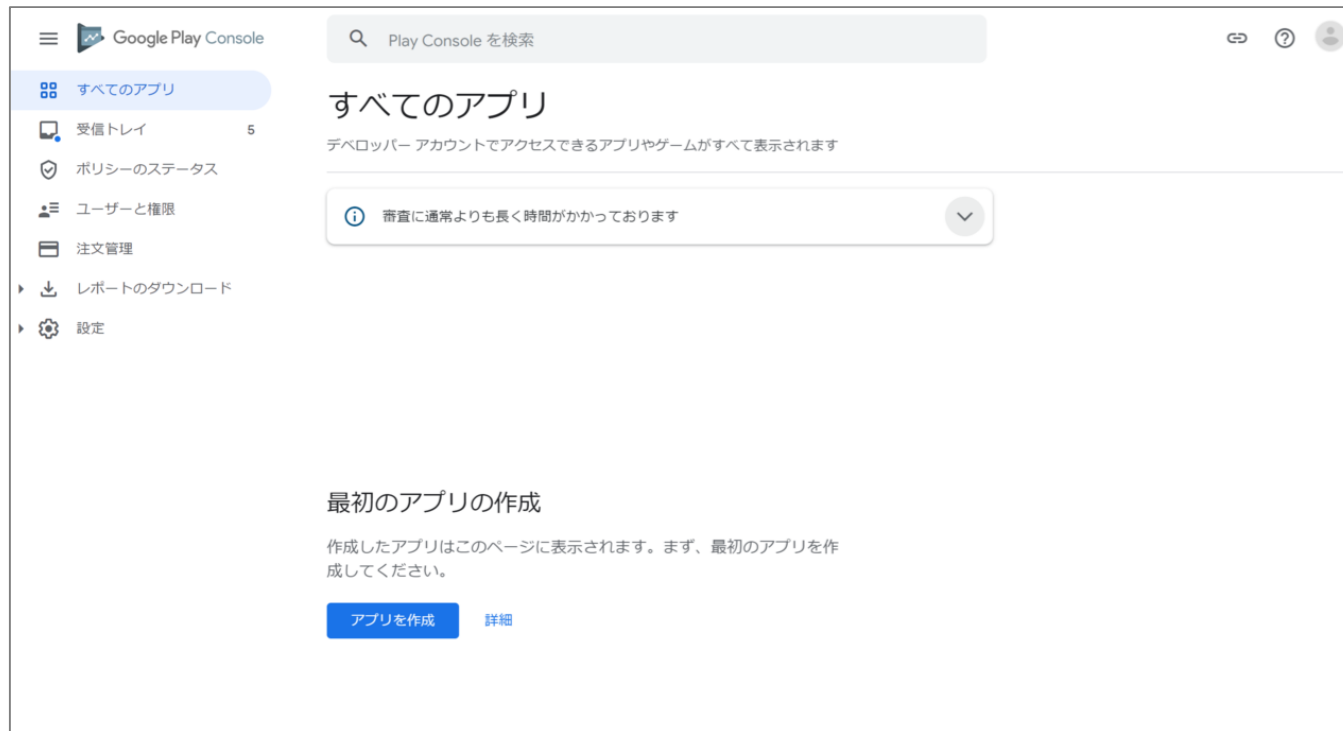 Google Play Console
Play Console を検索
すべてのアプリ
受信トレイ 5
ポリシーのステータス
ユーザーと権限
注文管理
レポートのダウンロード
設定
すべてのアプリ
デベロッパー アカウントでアクセスできるアプリやゲームがすべて表示されます
審査に通常よりも長く時間がかかっております
最初のアプリの作成
作成したアプリはこのページに表示されます。まず、最初のアプリを作
成してください。
アプリを作成 詳細